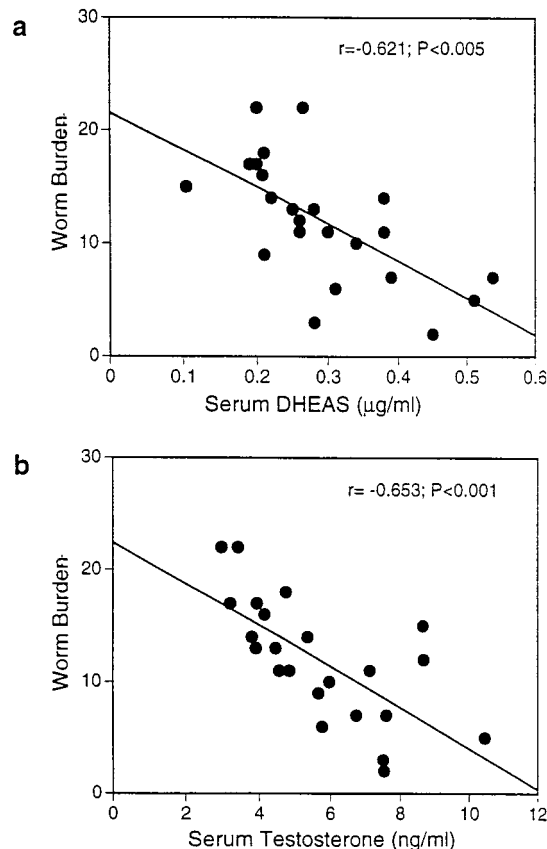 a
30
r=-0.621; P<0.005
20
Worm Burden
10
0
0 0.1 0.2 0.3 0.4 0.5 0.6
Serum DHEAS (µg/ml)
b
30
r= -0.653; P<0.001
20
Worm Burden
10
0
0 2 4 6 8 10 12
Serum Testosterone (ng/ml)